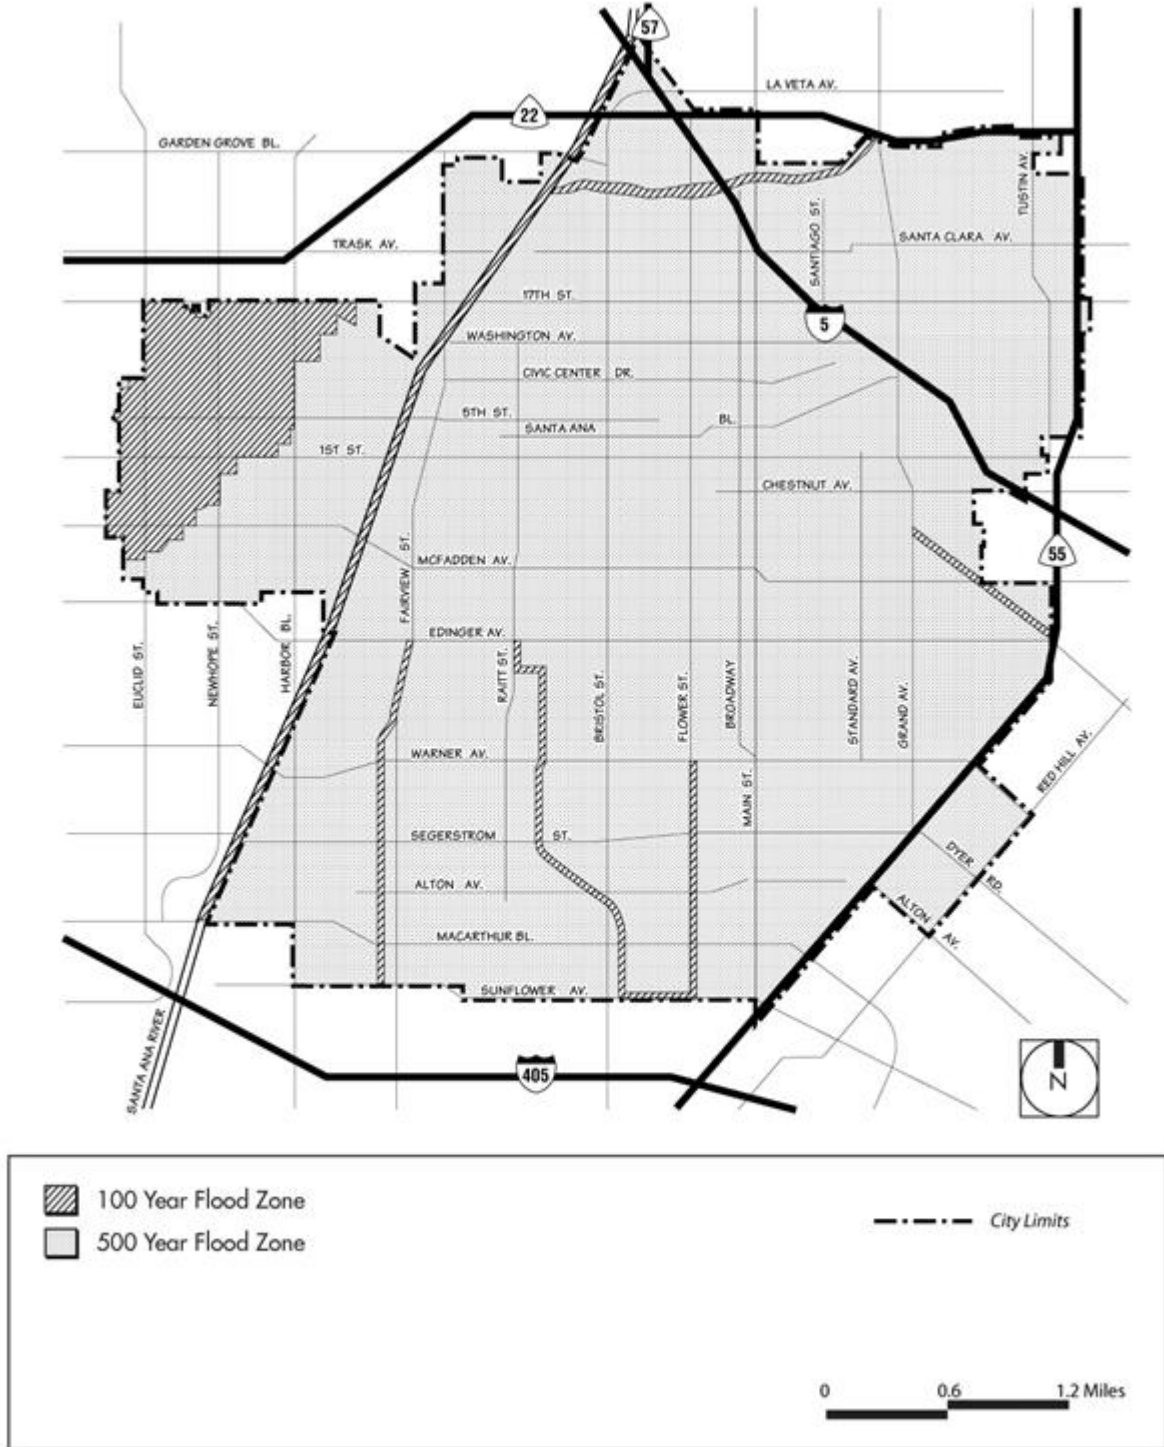 57
LA VETA AV.
22
GARDEN GROVE BL.
TUSTIN AV.
SANTIAGO ST.
TRASK AV.
SANTA CLARA AV.
17TH ST.
5
WASHINGTON AV.
CIVIC CENTER DR.
5TH ST.
SANTA ANA BL.
1ST ST.
CHESTNUT AV.
55
MCFADDEN AV.
FAIRVIEW ST.
EDINGER AV.
EUCLID ST.
NEWHOPE ST.
HARBOR BL.
RAITT ST.
BRISTOL ST.
FLOWER ST.
BROADWAY
STANDARD AV.
GRAND AV.
WARNER AV.
RED HILL AV.
MAIN ST.
SEGERSTROM ST.
DYER RD.
ALTON AV.
ALTON AV.
MACARTHUR BL.
SUNFLOWER AV.
SANTA ANA RIVER
405
N
100 Year Flood Zone
500 Year Flood Zone
City Limits
0 0.6 1.2 Miles